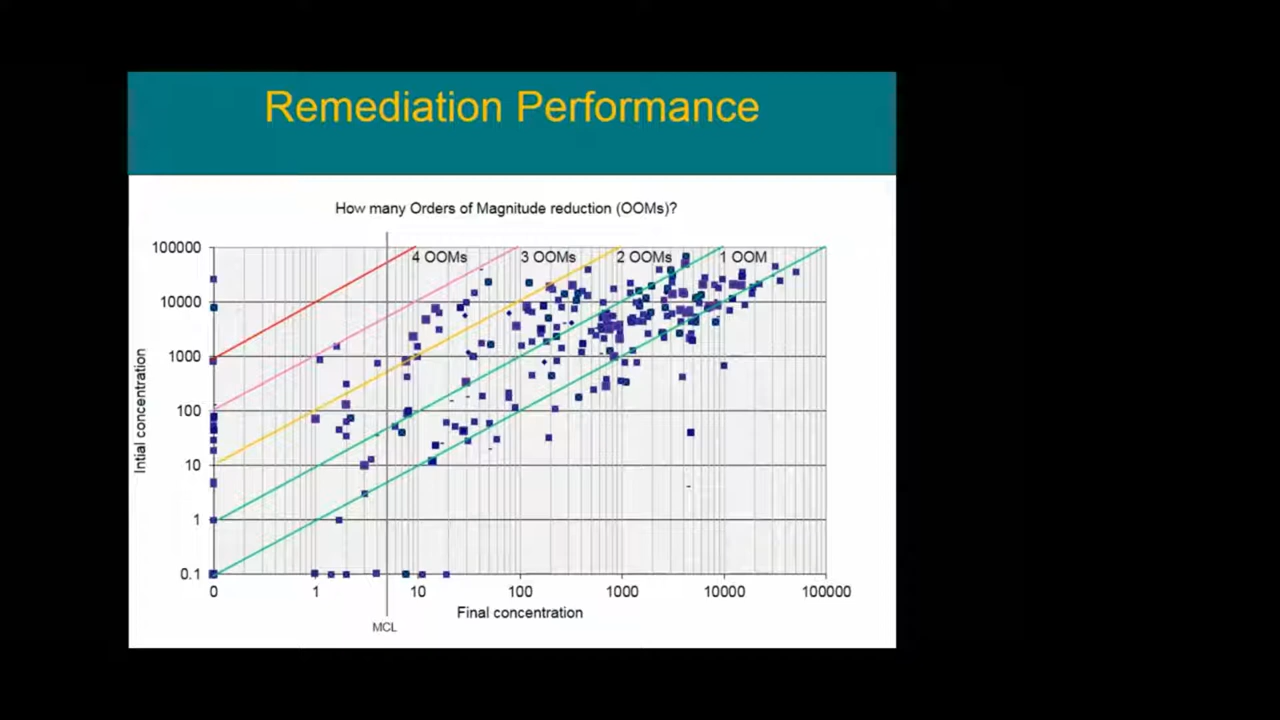 Remediation Performance
How many Orders of Magnitude reduction (OOMs)?
100000
4 OOMs
3 OOMs
2 OOMs
1 OOM
10000
1000
100
10
1
0.1
Intial concentration
0
1
10
100
1000
10000
100000
Final concentration
MCL